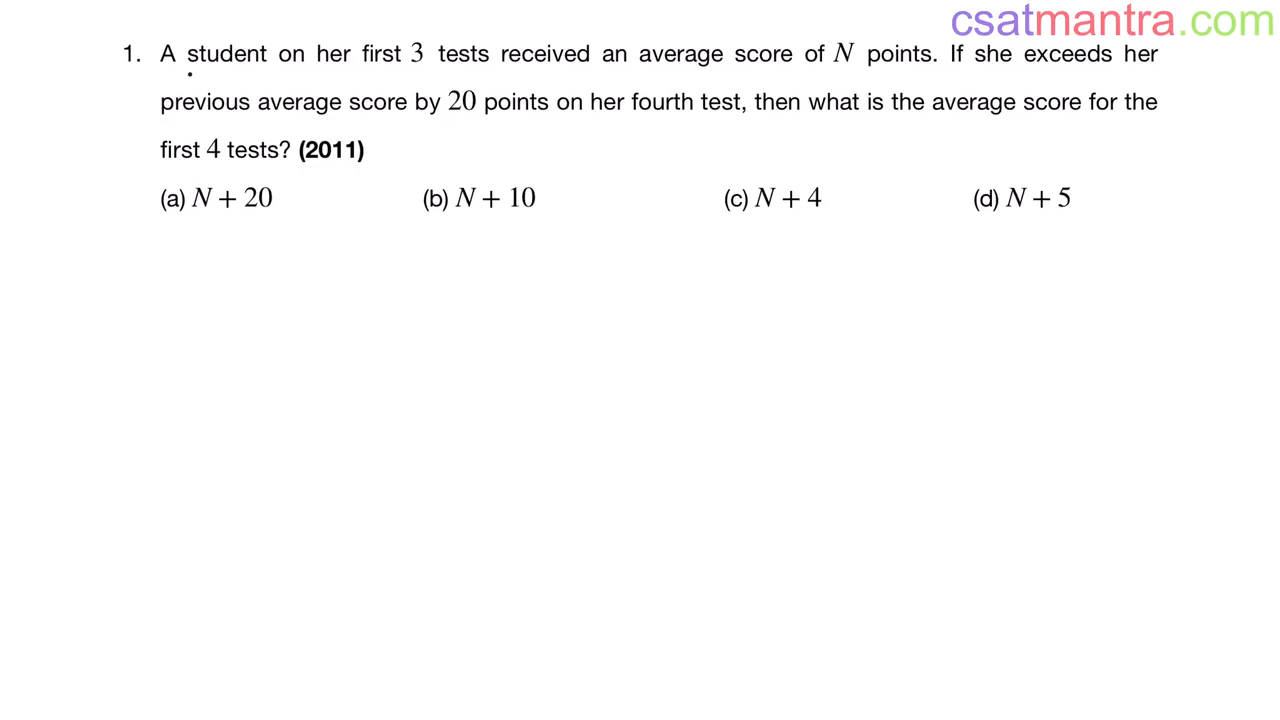 csatmantra.com
1. A student on her first 3 tests received an average score of N points. If she exceeds her
previous average score by 20 points on her fourth test, then what is the average score for the
first 4 tests? (2011)
(a) N + 20 (b) N + 10 (c) N + 4 (d) N + 5